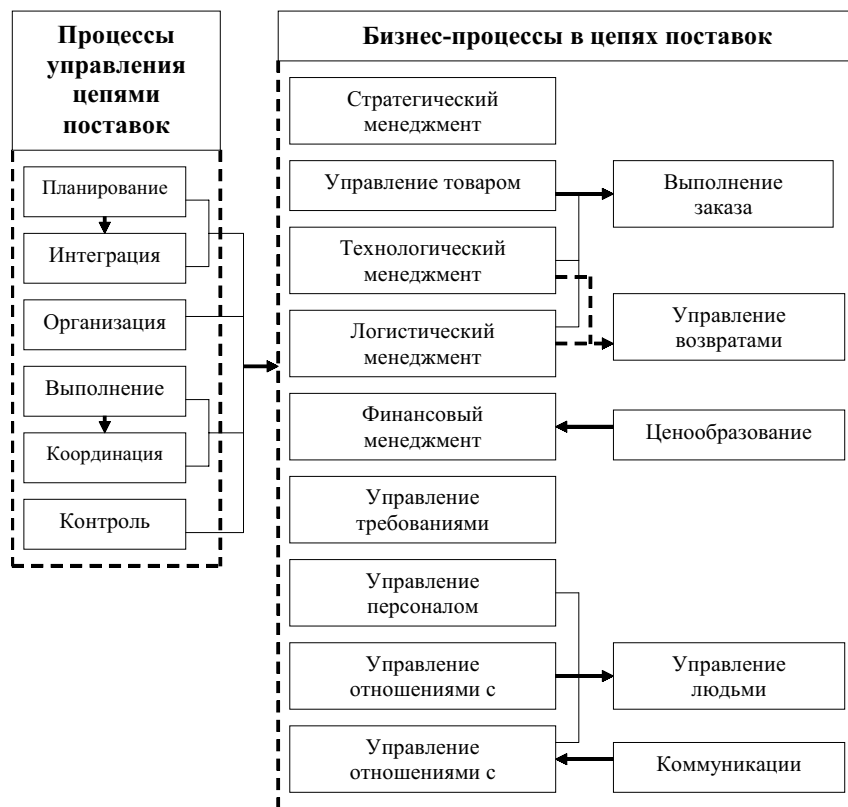 Процессы
управления
цепями
поставок
Планирование
Интеграция
Организация
Выполнение
Координация
Контроль
Бизнес-процессы в цепях поставок
Стратегический
менеджмент
Управление товаром
Технологический
менеджмент
Логистический
менеджмент
Финансовый
менеджмент
Управление
требованиями
Управление
персоналом
Управление
отношениями с
Управление
отношениями с
Выполнение
заказа
Управление
возвратами
Ценообразование
Управление
людьми
Коммуникации